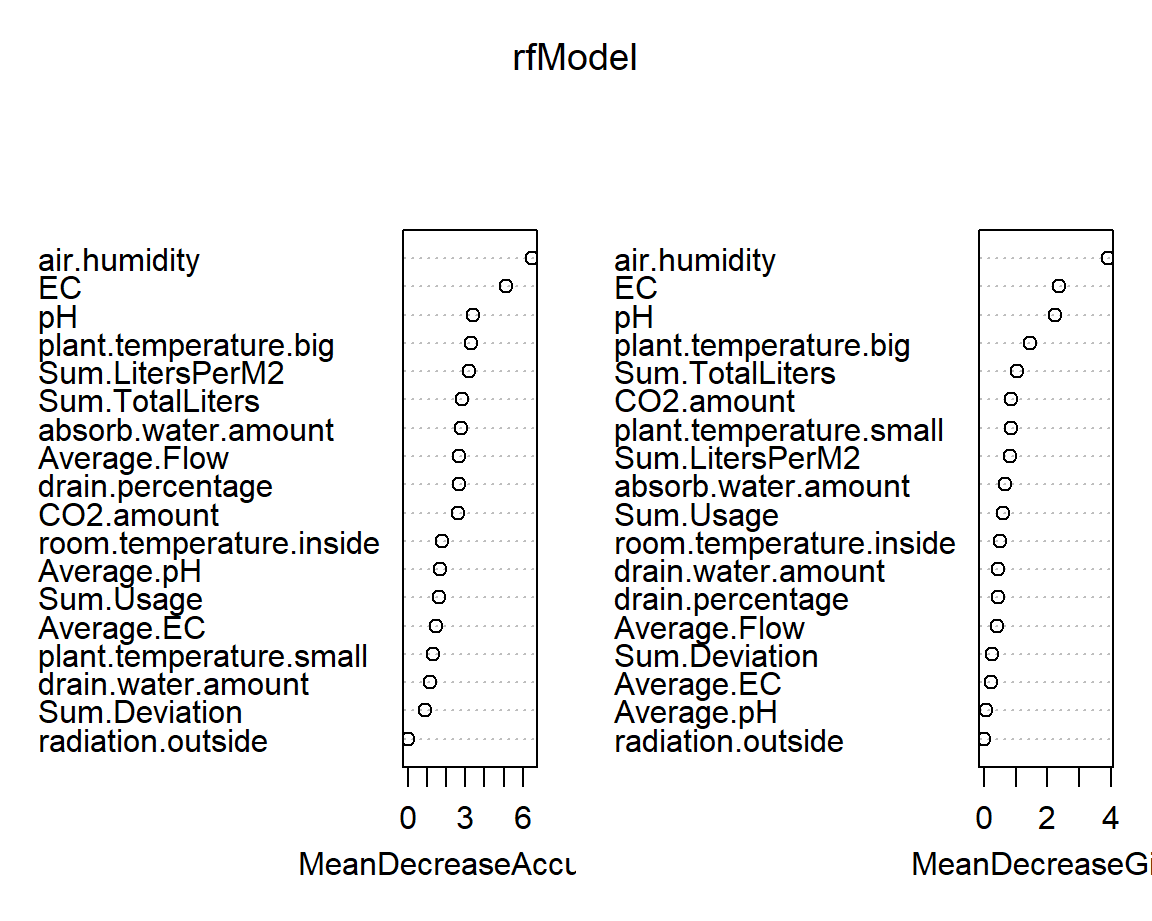 rfModel
air.humidity
EC
pH
plant.temperature.big
Sum.LitersPerM2
Sum.TotalLiters
absorb.water.amount
Average.Flow
drain.percentage
CO2.amount
room.temperature.inside
Average.pH
Sum.Usage
Average.EC
plant.temperature.small
drain.water.amount
Sum.Deviation
radiation.outside
0 3 6
MeanDecreaseAccu
air.humidity
EC
pH
plant.temperature.big
Sum.TotalLiters
CO2.amount
plant.temperature.small
Sum.LitersPerM2
absorb.water.amount
Sum.Usage
room.temperature.inside
drain.water.amount
drain.percentage
Average.Flow
Sum.Deviation
Average.EC
Average.pH
radiation.outside
0 2 4
MeanDecreaseGi